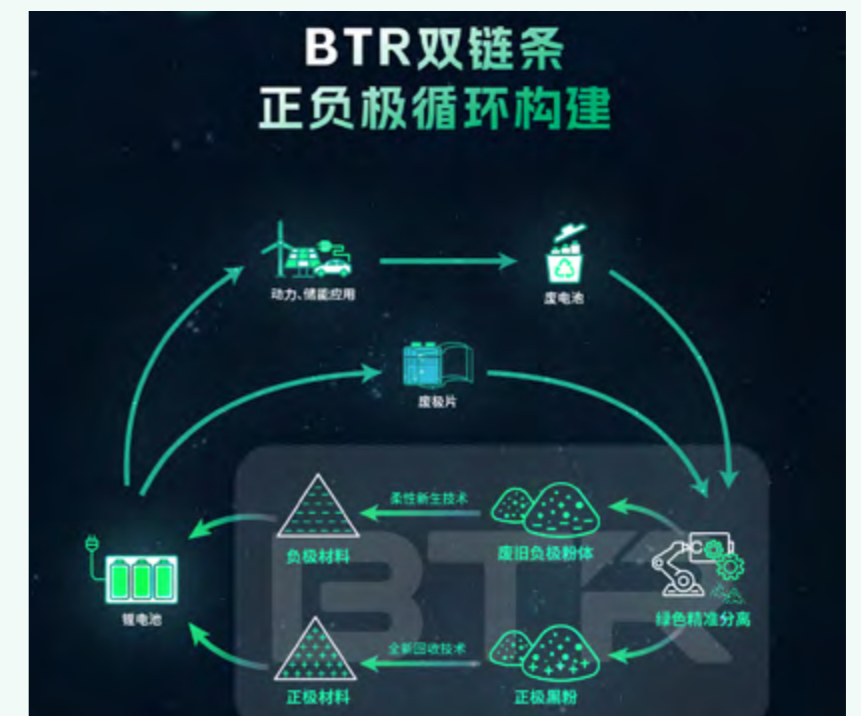 BTR双链条
正负极循环构建
动力、储能应用
废电池
废极片
柔性新生技术
负极材料
废旧负极粉体
BTR
锂电池
绿色精准分离
全新回收技术
正极材料
正极黑粉